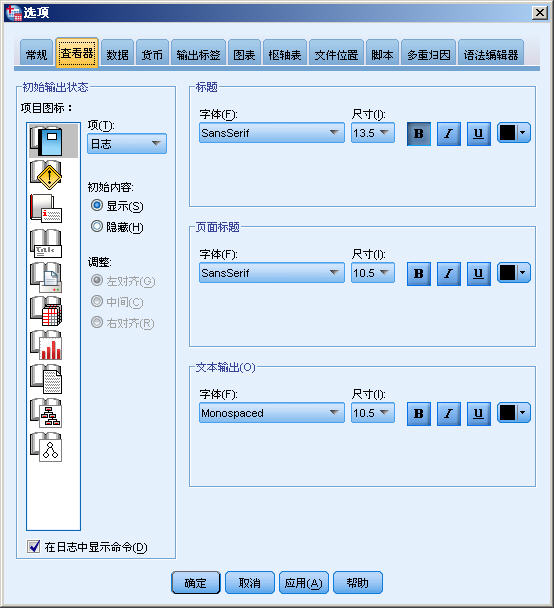 选项
常规 查看器 数据 货币 输出标签 图表 枢轴表 文件位置 脚本 多重归因 语法编辑器
初始输出状态
项目图标:
项(T):
日志
初始内容:
显示(S)
隐藏(H)
调整:
左对齐(G)
中间(C)
右对齐(R)
在日志中显示命令(D)
标题
字体(F): 尺寸(I):
SansSerif 13.5 B I U
页面标题
字体(F): 尺寸(I):
SansSerif 10.5 B I U
文本输出(O)
字体(F): 尺寸(I):
Monospaced 10.5 B I U
确定 取消 应用(A) 帮助